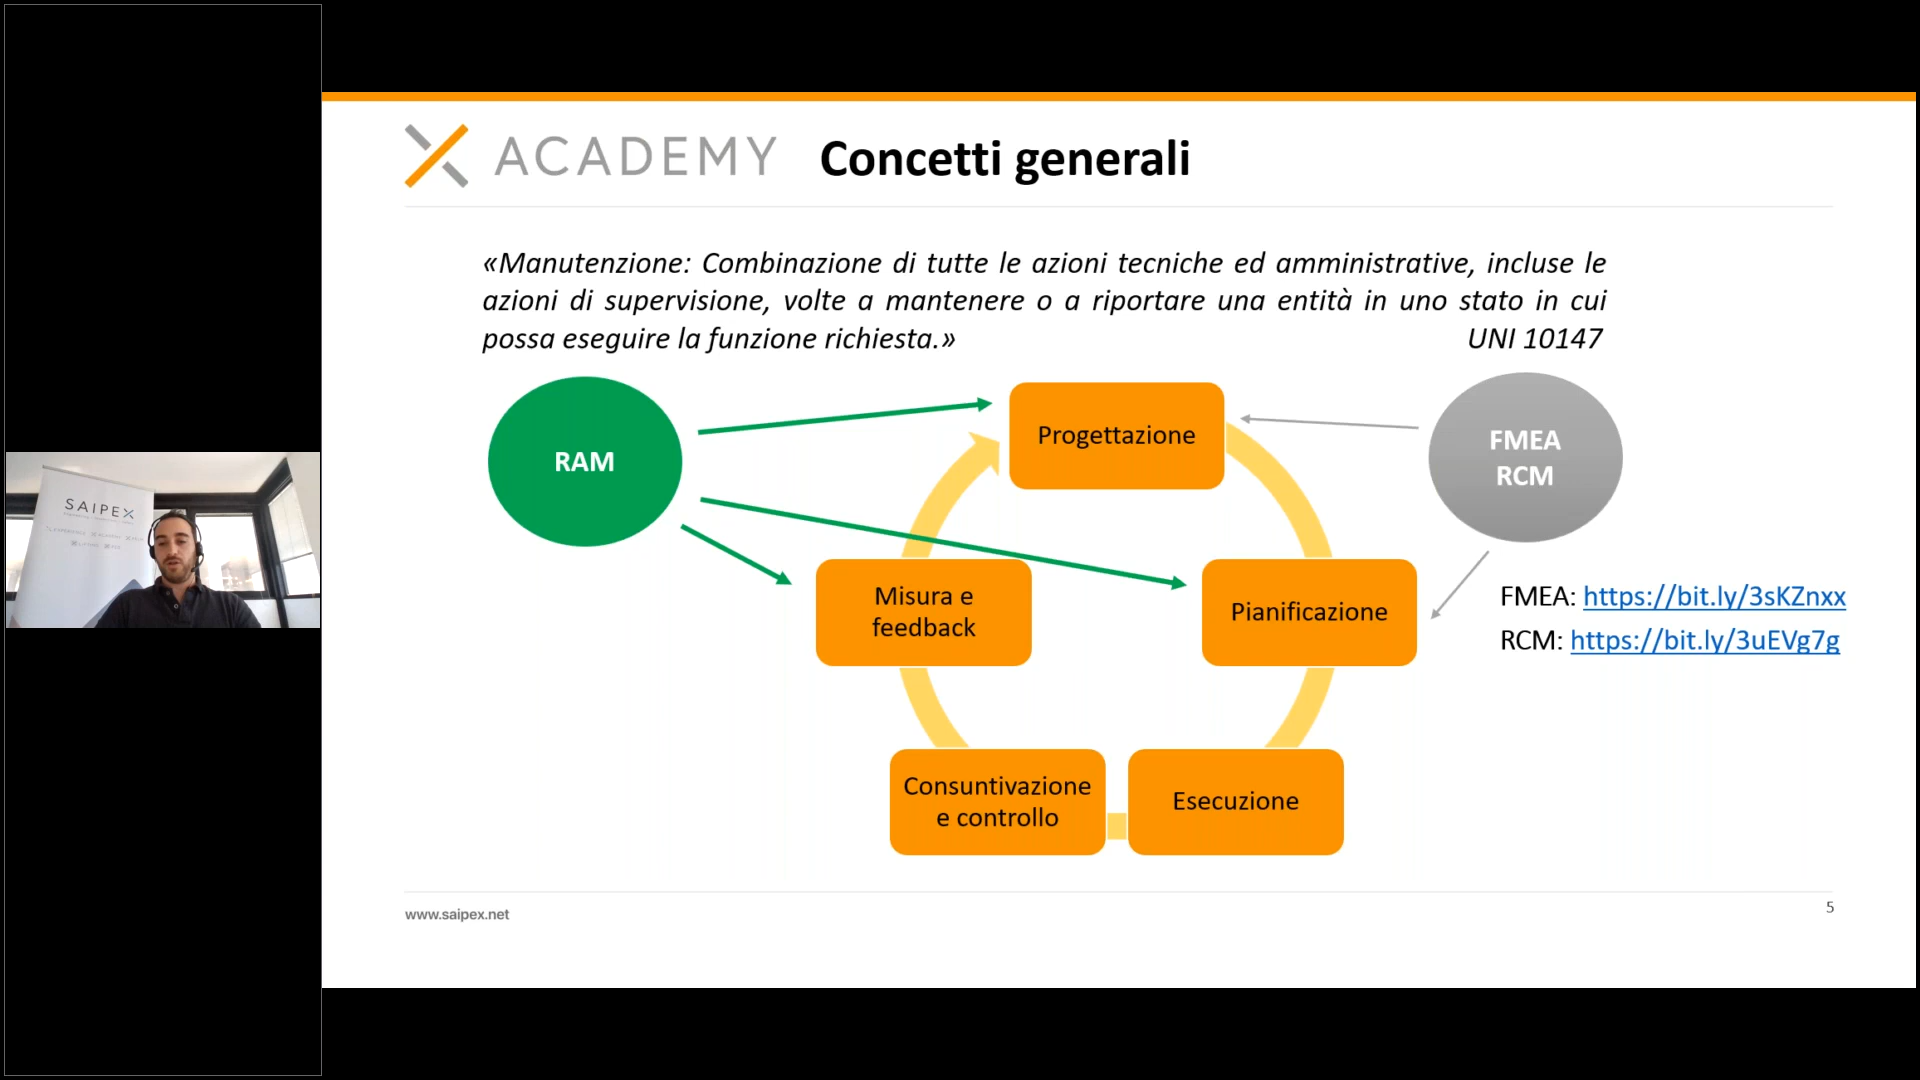 ACADEMY Concetti generali
«Manutenzione: Combinazione di tutte le azioni tecniche ed amministrative, incluse le
azioni di supervisione, volte a mantenere o a riportare una entità in uno stato in cui
possa eseguire la funzione richiesta.» UNI 10147
RAM
Progettazione
FMEA
RCM
Misura e
feedback
Pianificazione
FMEA: https://bit.ly/3sKZnxx
RCM: https://bit.ly/3uEVg7g
Consuntivazione
e controllo
Esecuzione
www.saipex.net
5
SAIPEX